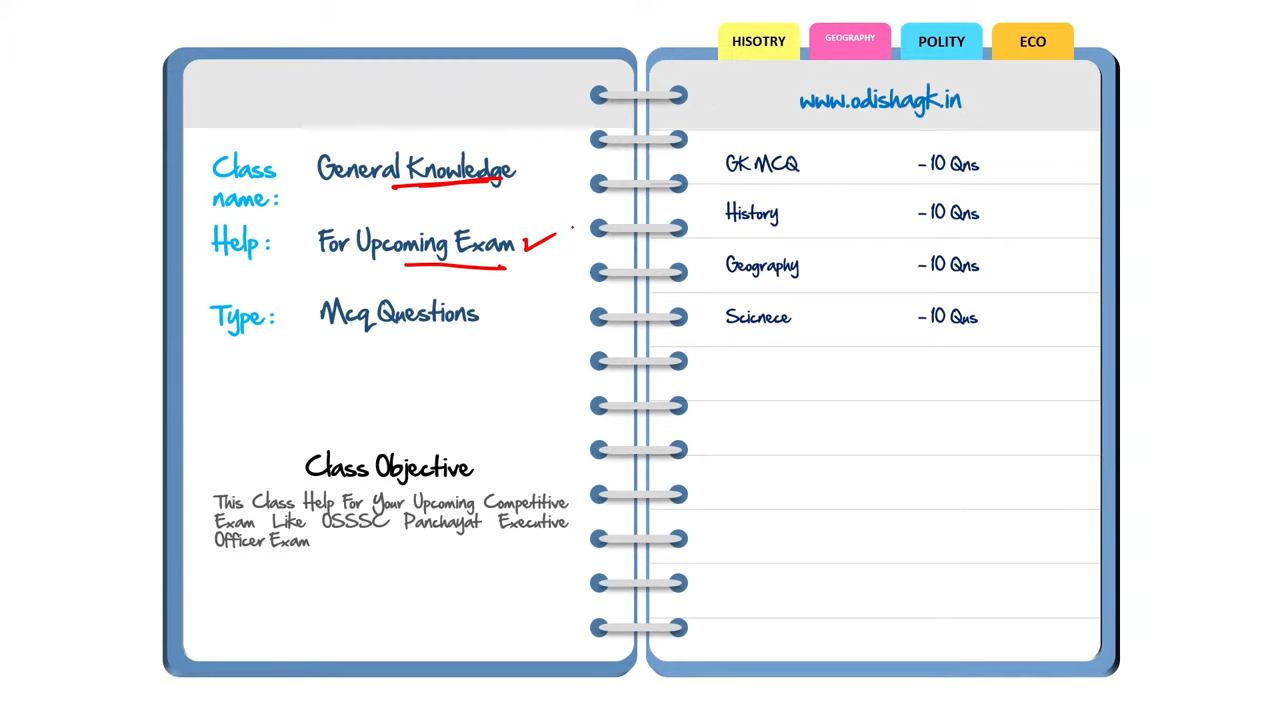 HISOTRY
GEOGRAPHY
POLITY
ECO
www.odishagk.in
Class General Knowledge
name:
Help: For Upcoming Exam
Type: Mcq Questions
Class Objective
This Class Help For Your Upcoming Competitive
Exam Like OSSSC Panchayat Executive
Officer Exam
GK MCQ - 10 Qns
History - 10 Qns
Geography - 10 Qns
Scicnece - 10 Qus